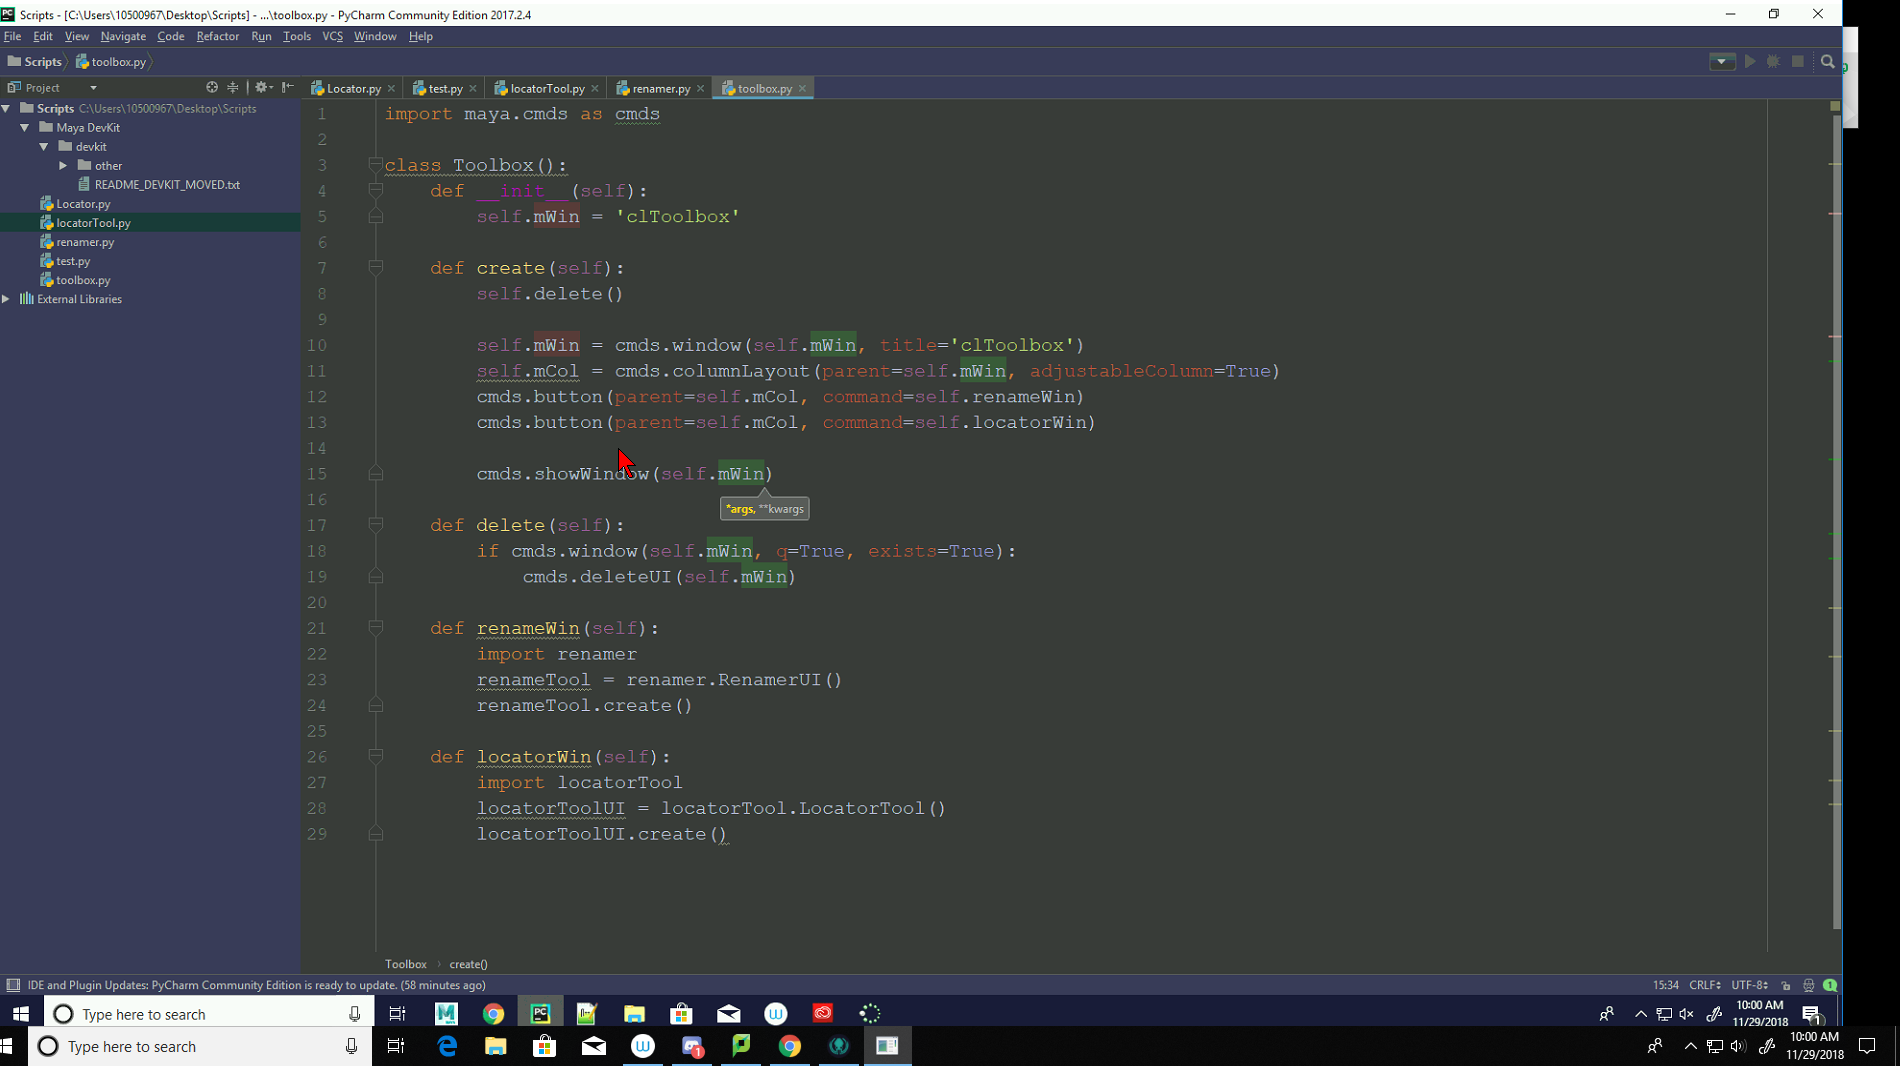 Scripts - [C:\Users\10500967\Desktop\Scripts] - ...\toolbox.py - PyCharm Community Edition 2017.2.4
File Edit View Navigate Code Refactor Run Tools VCS Window Help
Scripts toolbox.py
Project
Locator.py test.py locatorTool.py renamer.py toolbox.py
Scripts C:\Users\10500967\Desktop\Scripts
Maya DevKit
devkit
other
README_DEVKIT_MOVED.txt
Locator.py
locatorTool.py
renamer.py
test.py
toolbox.py
External Libraries
1 import maya.cmds as cmds
2
3 class Toolbox():
4 def __init__(self):
5 self.mWin = 'clToolbox'
6
7 def create(self):
8 self.delete()
9
10 self.mWin = cmds.window(self.mWin, title='clToolbox')
11 self.mCol = cmds.columnLayout(parent=self.mWin, adjustableColumn=True)
12 cmds.button(parent=self.mCol, command=self.renameWin)
13 cmds.button(parent=self.mCol, command=self.locatorWin)
14
15 cmds.showWindow(self.mWin)
16
*args, **kwargs
17 def delete(self):
18 if cmds.window(self.mWin, q=True, exists=True):
19 cmds.deleteUI(self.mWin)
20
21 def renameWin(self):
22 import renamer
23 renameTool = renamer.RenamerUI()
24 renameTool.create()
25
26 def locatorWin(self):
27 import locatorTool
28 locatorToolUI = locatorTool.LocatorTool()
29 locatorToolUI.create()
Toolbox create()
IDE and Plugin Updates: PyCharm Community Edition is ready to update. (58 minutes ago)
15:34 CRLF UTF-8 1
Type here to search
10:00 AM
11/29/2018
1
Type here to search
1
10:00 AM
11/29/2018